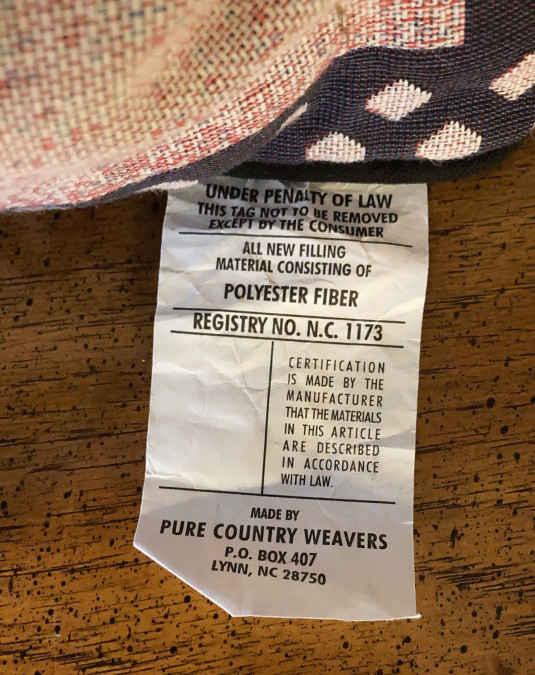 UNDER PENALTY OF LAW
THIS TAG NOT TO BE REMOVED
EXCEPT BY THE CONSUMER
ALL NEW FILLING
MATERIAL CONSISTING OF
POLYESTER FIBER
REGISTRY NO. N.C. 1173
CERTIFICATION
IS MADE BY THE
MANUFACTURER
THAT THE MATERIALS
IN THIS ARTICLE
ARE DESCRIBED
IN ACCORDANCE
WITH LAW.
MADE BY
PURE COUNTRY WEAVERS
P.O. BOX 407
LYNN, NC 28750